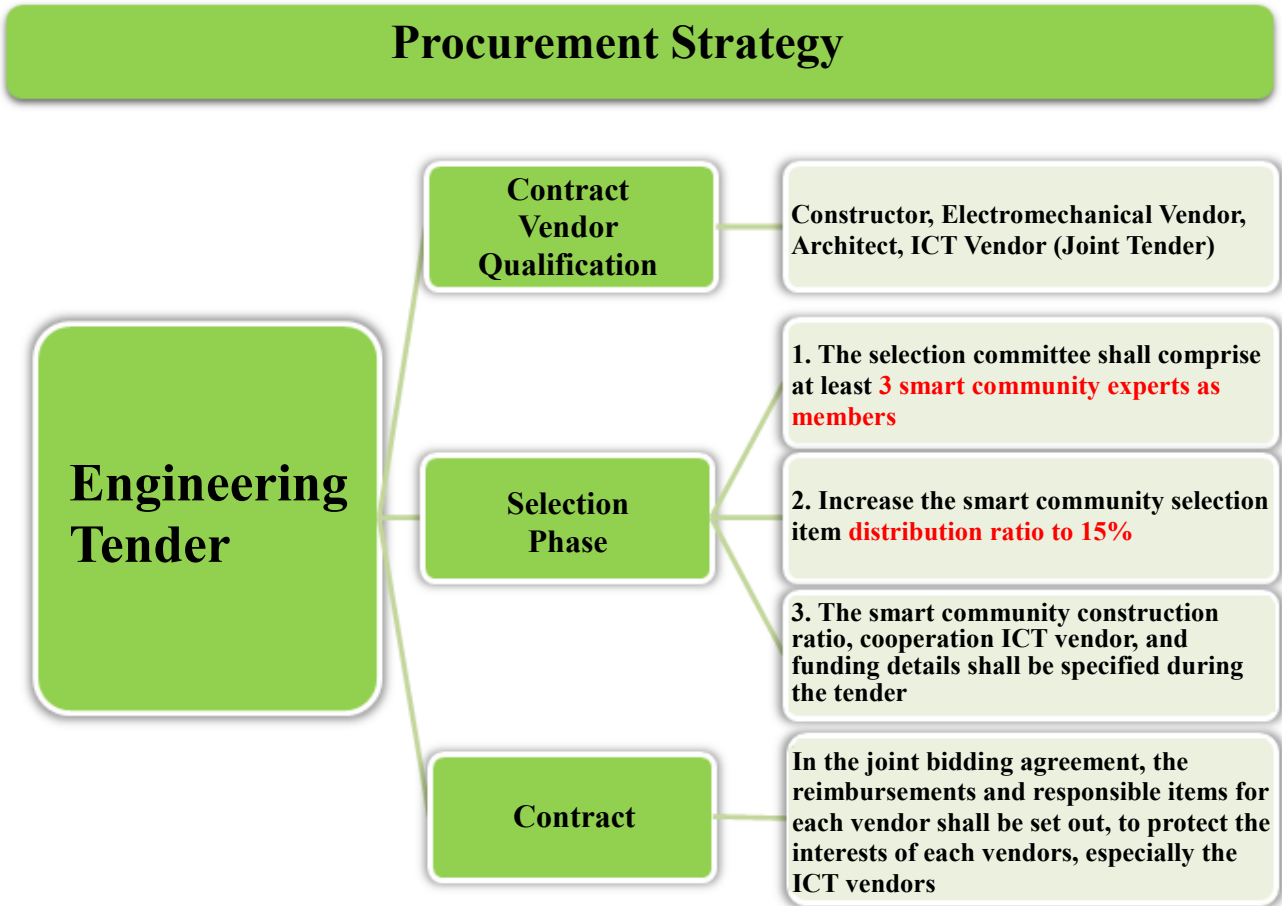 Procurement Strategy
Engineering
Tender
Contract
Vendor
Qualification
Constructor, Electromechanical Vendor,
Architect, ICT Vendor (Joint Tender)
Selection
Phase
1. The selection committee shall comprise
at least 3 smart community experts as
members
2. Increase the smart community selection
item distribution ratio to 15%
3. The smart community construction
ratio, cooperation ICT vendor, and
funding details shall be specified during
the tender
Contract
In the joint bidding agreement, the
reimbursements and responsible items for
each vendor shall be set out, to protect the
interests of each vendors, especially the
ICT vendors